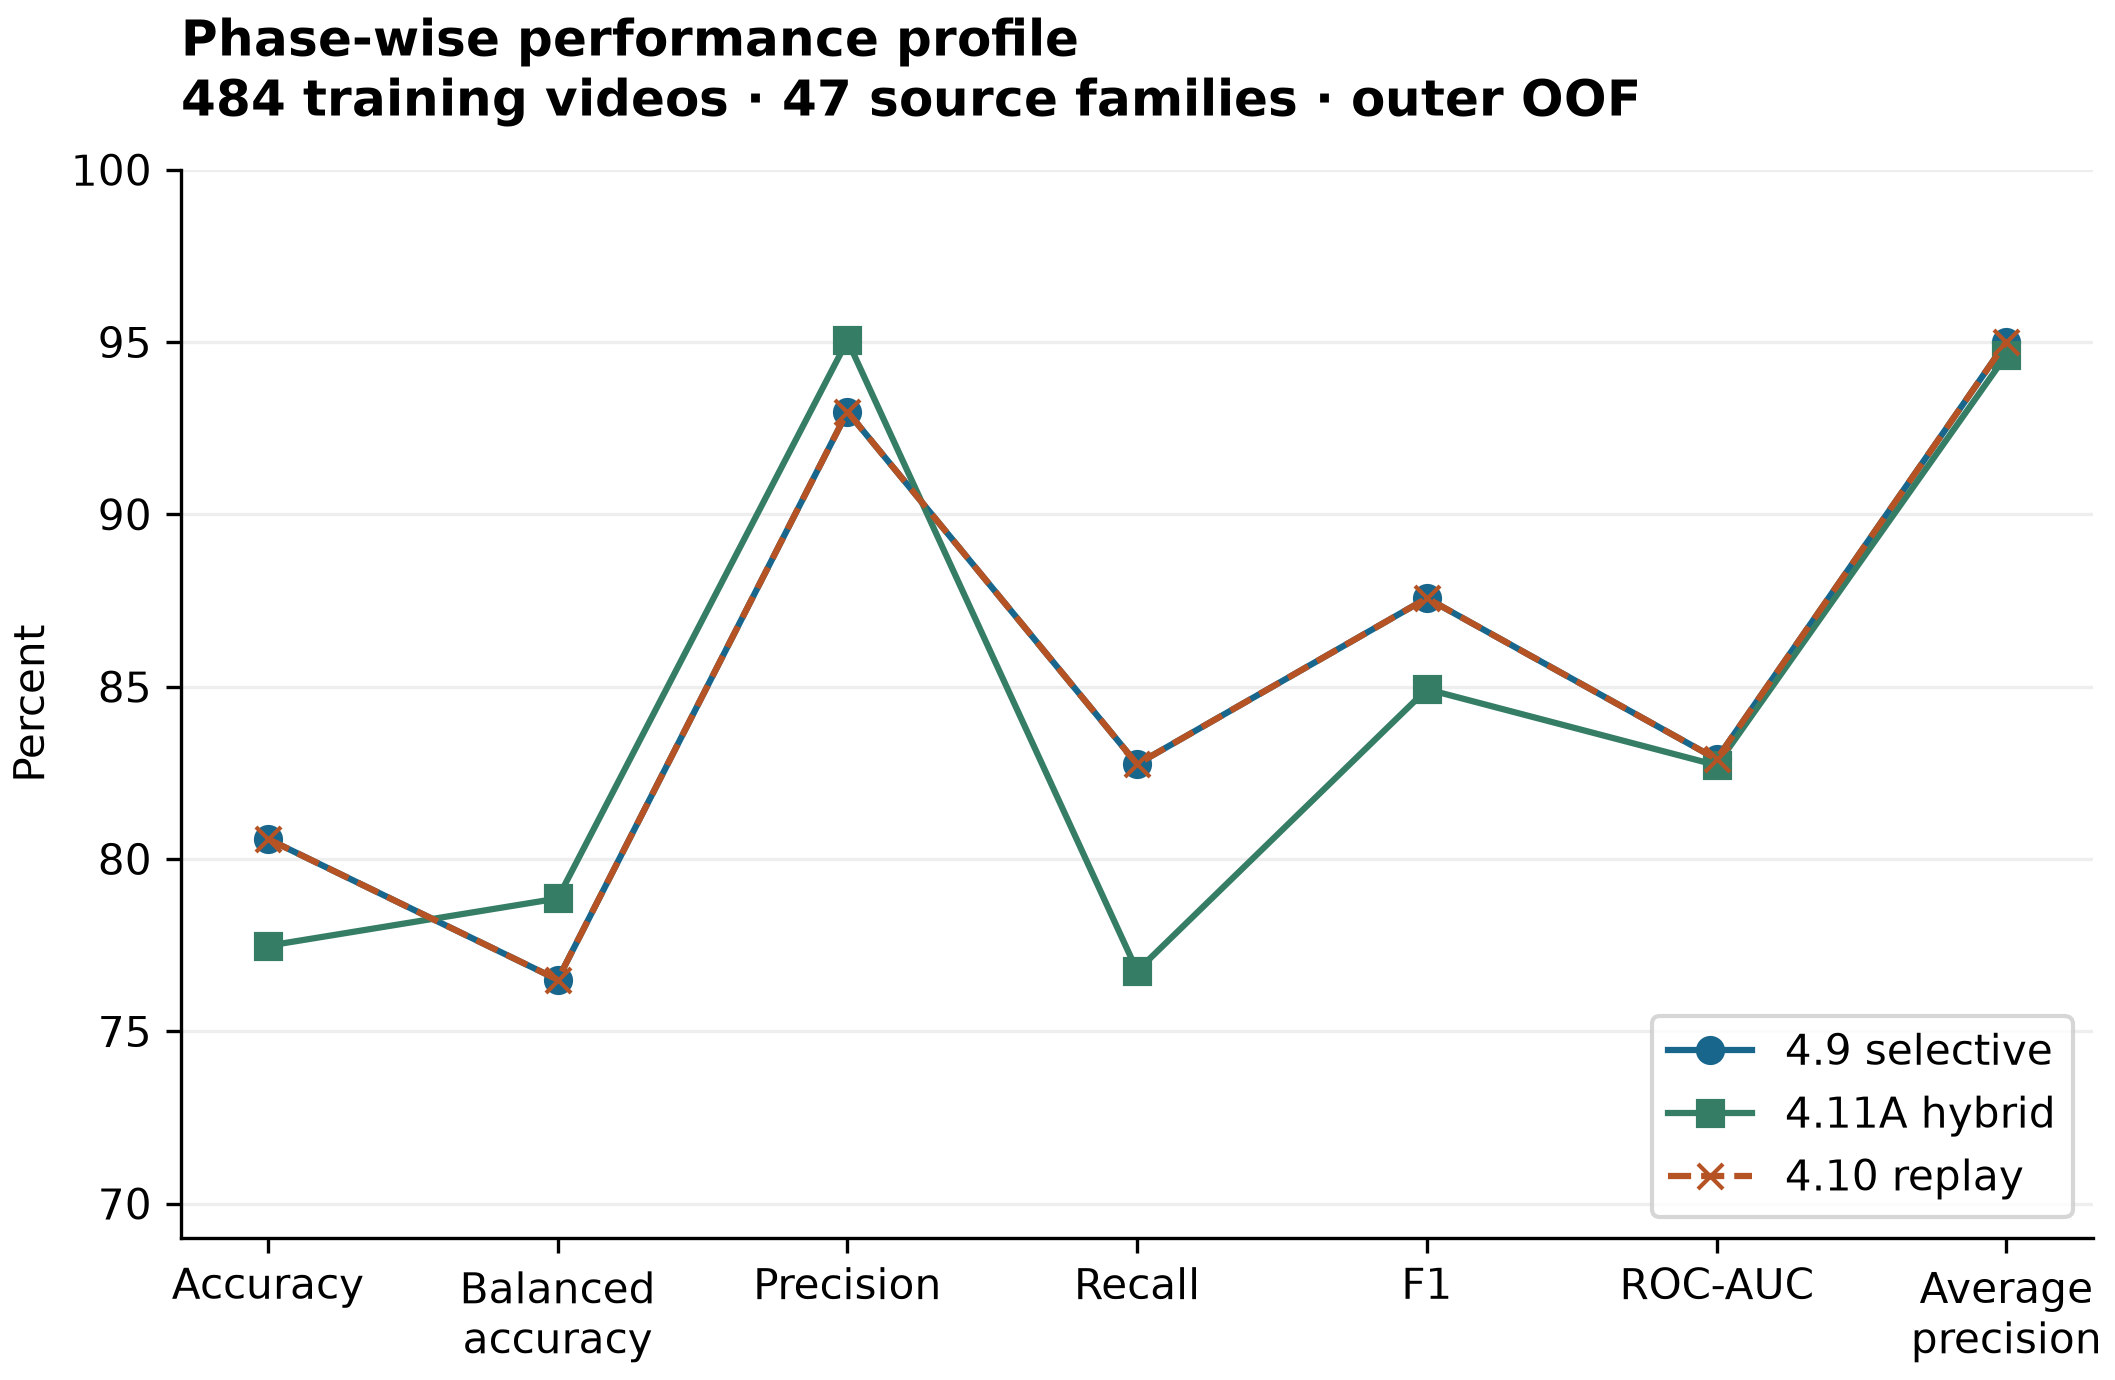 Phase-wise performance profile
484 training videos · 47 source families · outer OOF
100
95
90
85
80
75
70
Percent
4.9 selective
4.11A hybrid
4.10 replay
Accuracy
Balanced
accuracy
Precision
Recall
F1
ROC-AUC
Average
precision